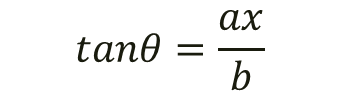 tanθ = ax/b